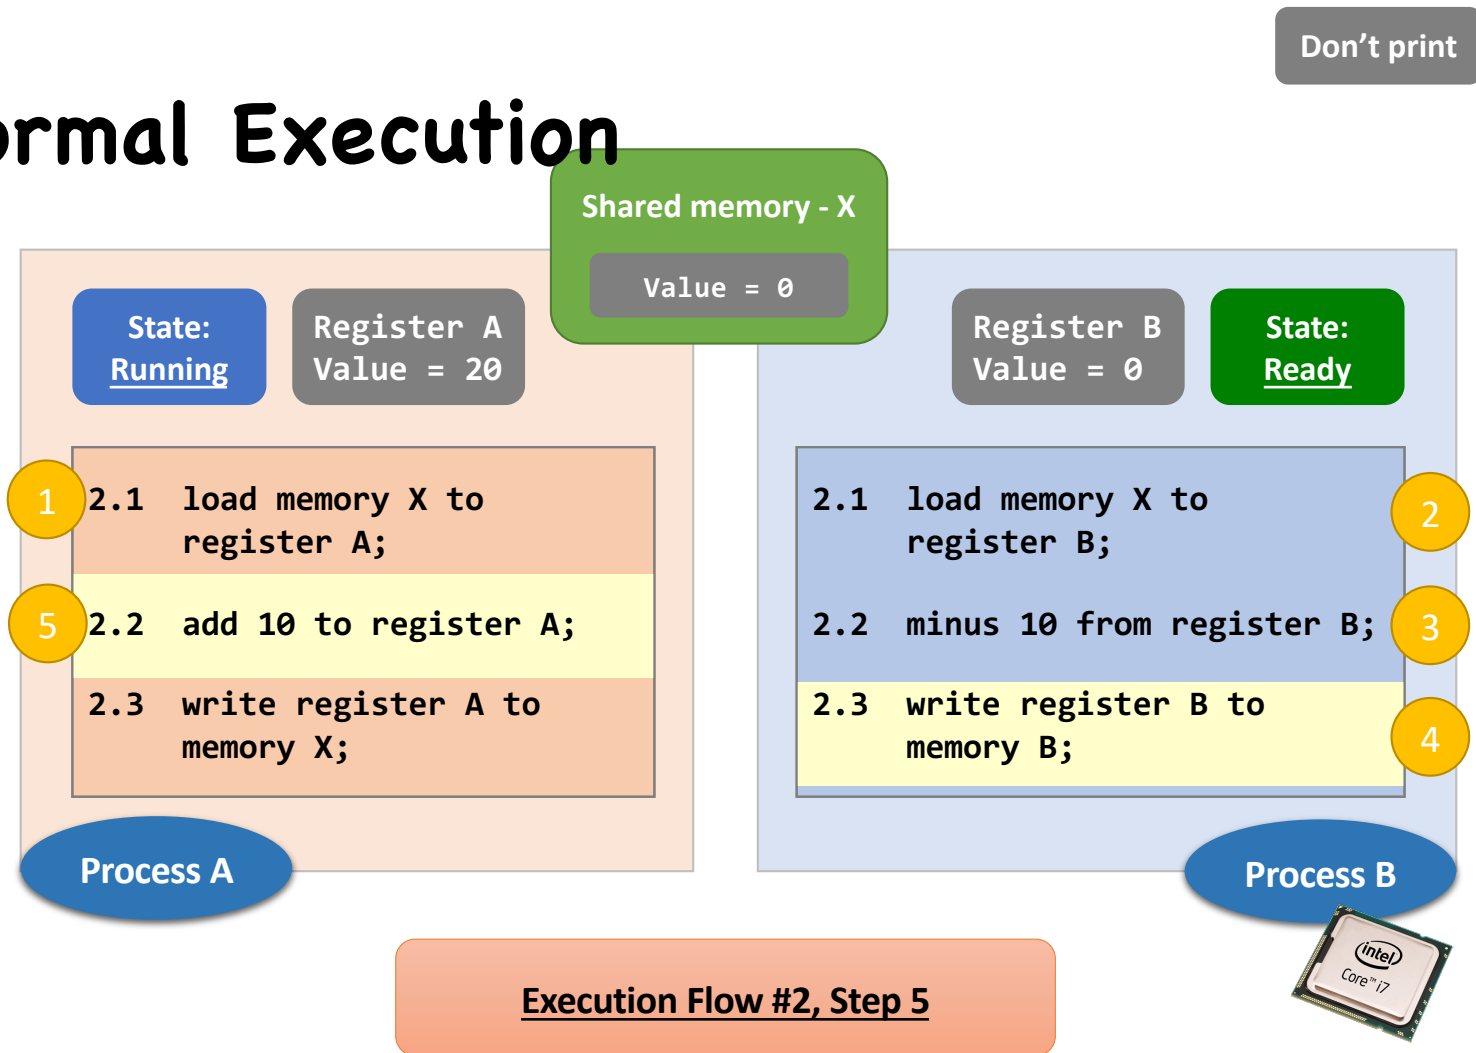 Don't print
ormal Execution
Shared memory - X
Value = 0
State:
Running
Register A
Value = 20
Register B
Value = 0
State:
Ready
1
2.1 load memory X to
register A;
5
2.2 add 10 to register A;
2.3 write register A to
memory X;
2.1 load memory X to
register B;
2
2.2 minus 10 from register B;
3
2.3 write register B to
memory B;
4
Process A
Process B
Execution Flow #2, Step 5
intel
Core™ i7